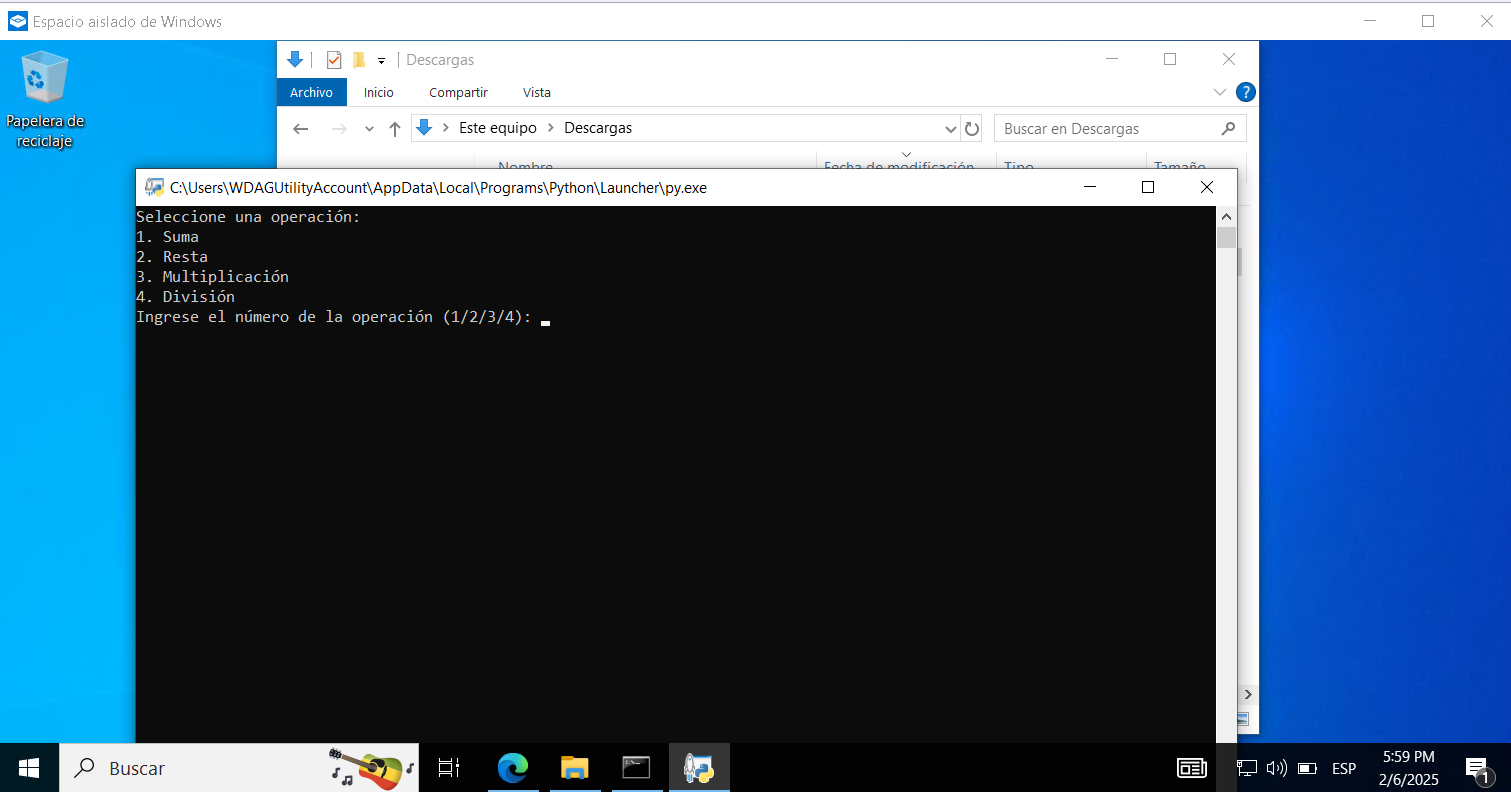 Espacio aislado de Windows
Papelera de
reciclaje
Descargas
Archivo Inicio Compartir Vista
?
Este equipo > Descargas
Buscar en Descargas
Nombre Fecha de modificación Tipo Tamaño
C:\Users\WDAGUtilityAccount\AppData\Local\Programs\Python\Launcher\py.exe
Seleccione una operación:
1. Suma
2. Resta
3. Multiplicación
4. División
Ingrese el número de la operación (1/2/3/4):
Buscar
ESP
5:59 PM
2/6/2025
1